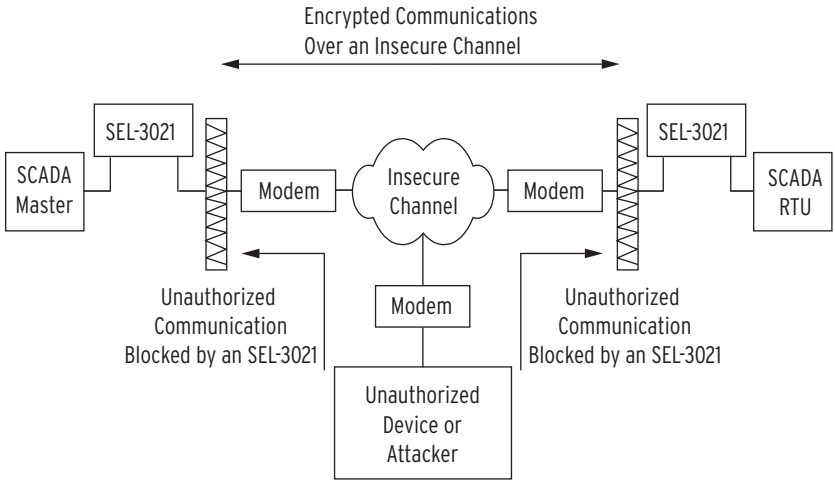 Encrypted Communications
Over an Insecure Channel
SEL-3021
SEL-3021
SCADA
Master
Modem
Insecure
Channel
Modem
SCADA
RTU
Unauthorized
Communication
Blocked by an SEL-3021
Modem
Unauthorized
Communication
Blocked by an SEL-3021
Unauthorized
Device or
Attacker